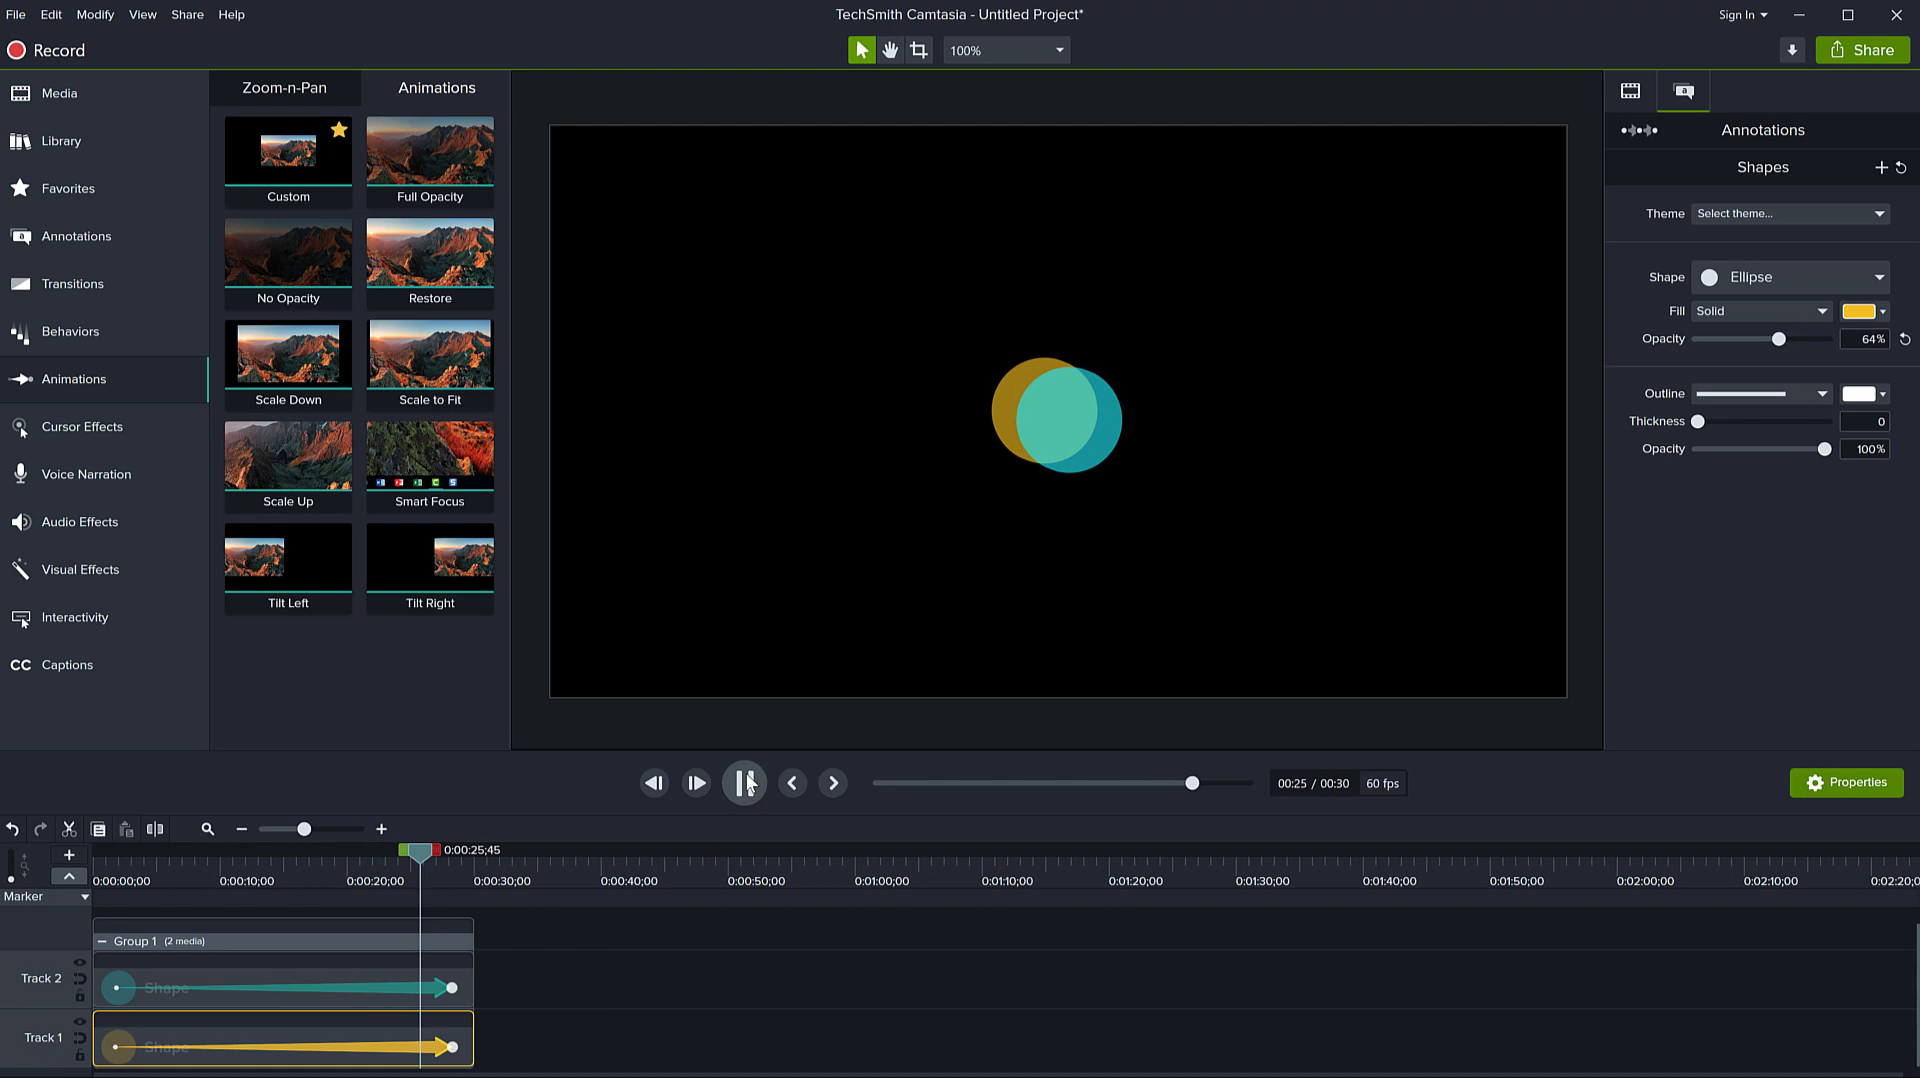 File Edit Modify View Share Help
TechSmith Camtasia - Untitled Project*
Sign In
Record
100%
Share
Media
Library
Favorites
a Annotations
Transitions
Behaviors
Animations
Cursor Effects
Voice Narration
Audio Effects
Visual Effects
Interactivity
CC Captions
Zoom-n-Pan Animations
Custom Full Opacity
No Opacity Restore
Scale Down Scale to Fit
Scale Up Smart Focus
Tilt Left Tilt Right
a
Annotations
Shapes
Theme Select theme...
Shape Ellipse
Fill Solid
Opacity 64%
Outline
Thickness 0
Opacity 100%
00:25 / 00:30 60 fps
Properties
0:00:25;45
0:00:00;00 0:00:10;00 0:00:20;00 0:00:30;00 0:00:40;00 0:00:50;00 0:01:00;00 0:01:10;00 0:01:20;00 0:01:30;00 0:01:40;00 0:01:50;00 0:02:00;00 0:02:10;00 0:02:20;0
Marker
Group 1 (2 media)
Track 2 Shape
Track 1 Shape